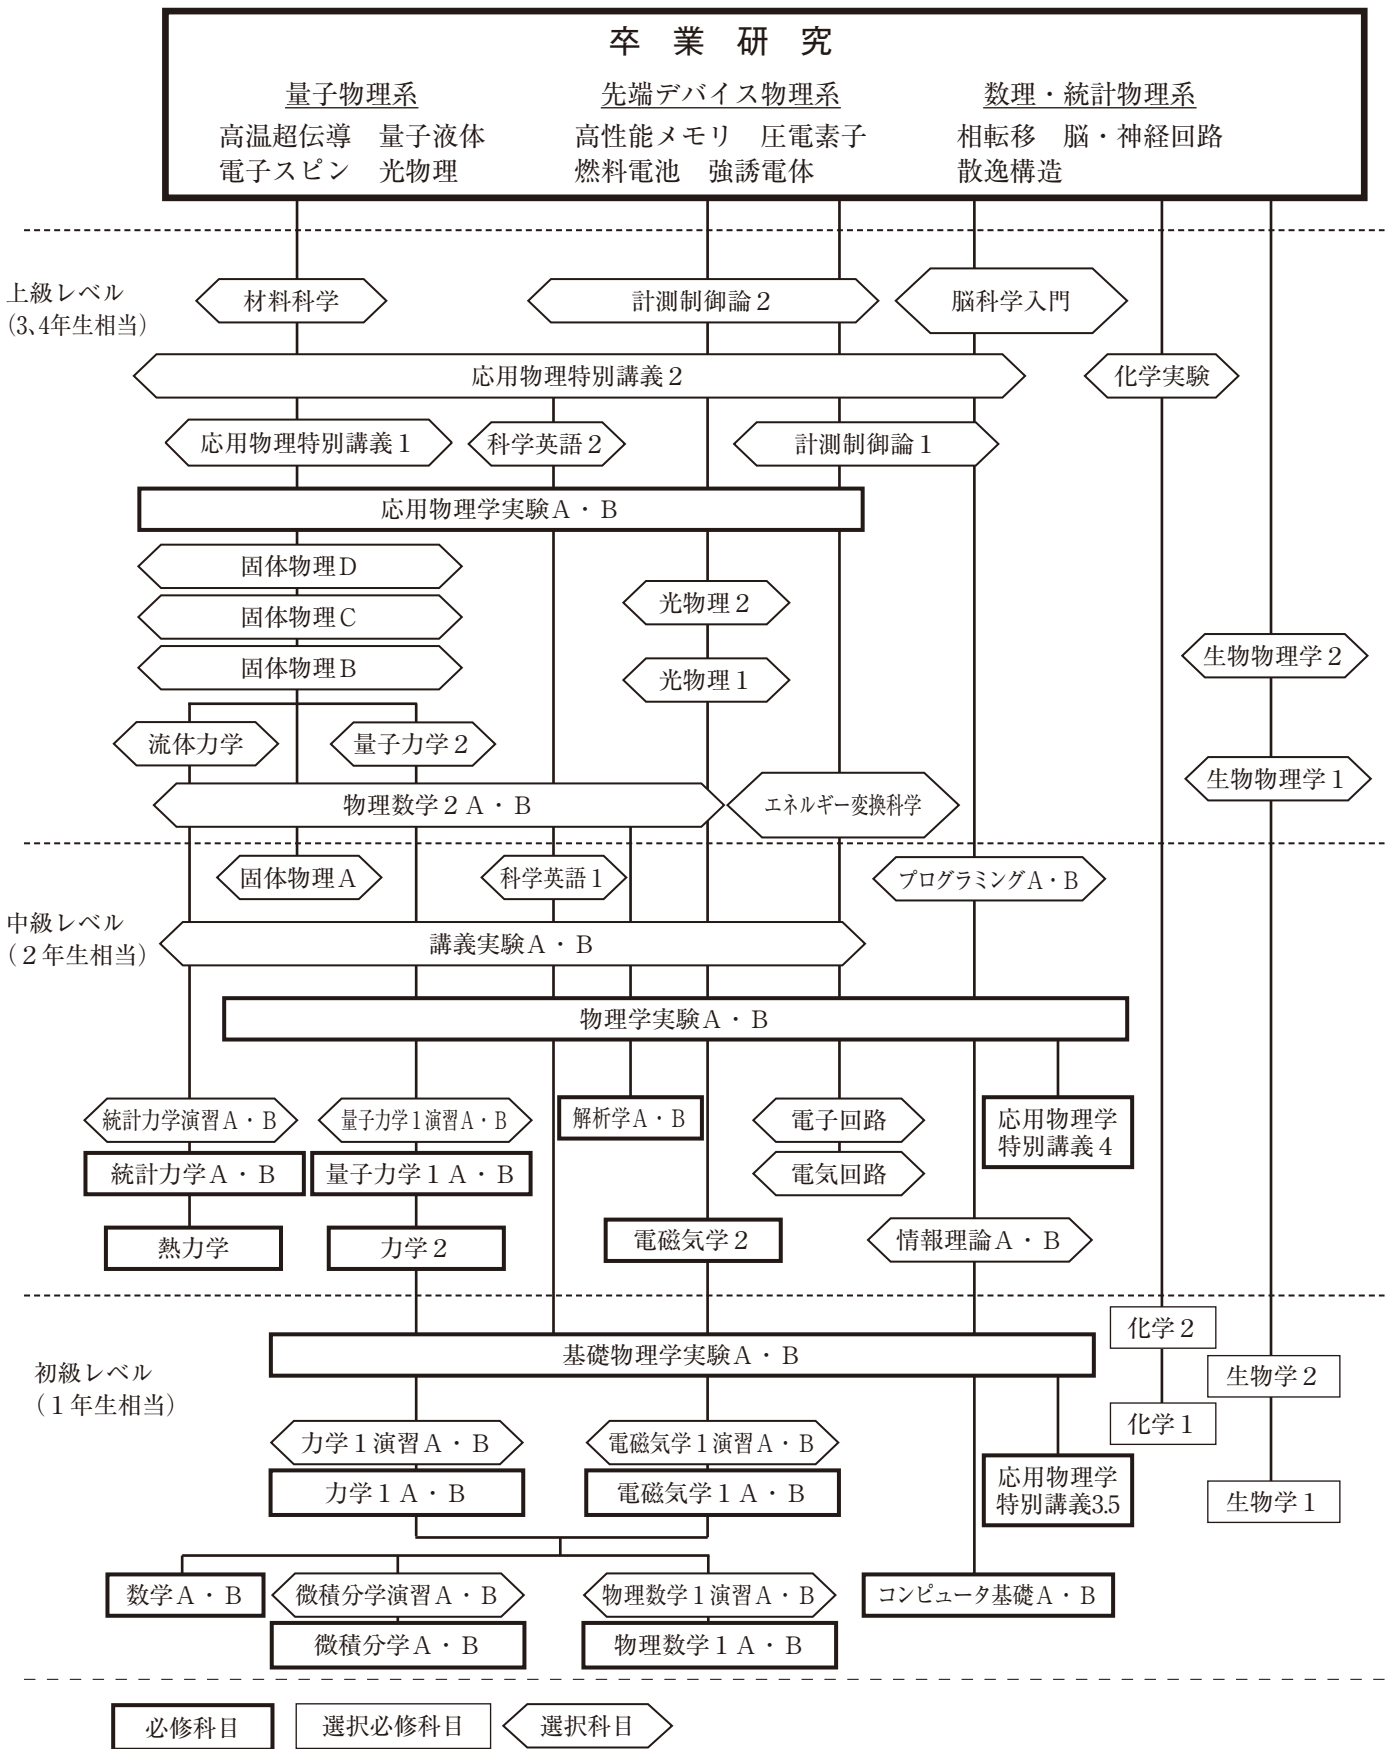 卒業研究
量子物理系 先端デバイス物理系 数理・統計物理系
高温超伝導 量子液体 高性能メモリ 圧電素子 相転移 脳・神経回路
電子スピン 光物理 燃料電池 強誘電体 散逸構造
上級レベル
(3、4年生相当)
材料科学
計測制御論2
脳科学入門
応用物理特別講義2
化学実験
応用物理特別講義1
科学英語2
計測制御論1
応用物理学実験A・B
固体物理D
固体物理C
光物理2
固体物理B
光物理1
生物物理学2
流体力学
量子力学2
生物物理学1
物理数学2 A・B
エネルギー変換科学
固体物理A
科学英語1
プログラミングA・B
中級レベル
(2年生相当)
講義実験A・B
物理学実験A・B
統計力学演習A・B
量子力学1演習A・B
解析学A・B
電子回路
応用物理学
特別講義4
統計力学A・B
量子力学1 A・B
電気回路
熱力学
力学2
電磁気学2
情報理論A・B
化学2
基礎物理学実験A・B
初級レベル
(1年生相当)
生物学2
化学1
力学1演習A・B
電磁気学1演習A・B
力学1 A・B
電磁気学1 A・B
応用物理学
特別講義3.5
生物学1
数学A・B
微積分学演習A・B
物理数学1演習A・B
コンピュータ基礎A・B
微積分学A・B
物理数学1 A・B
必修科目
選択必修科目
選択科目